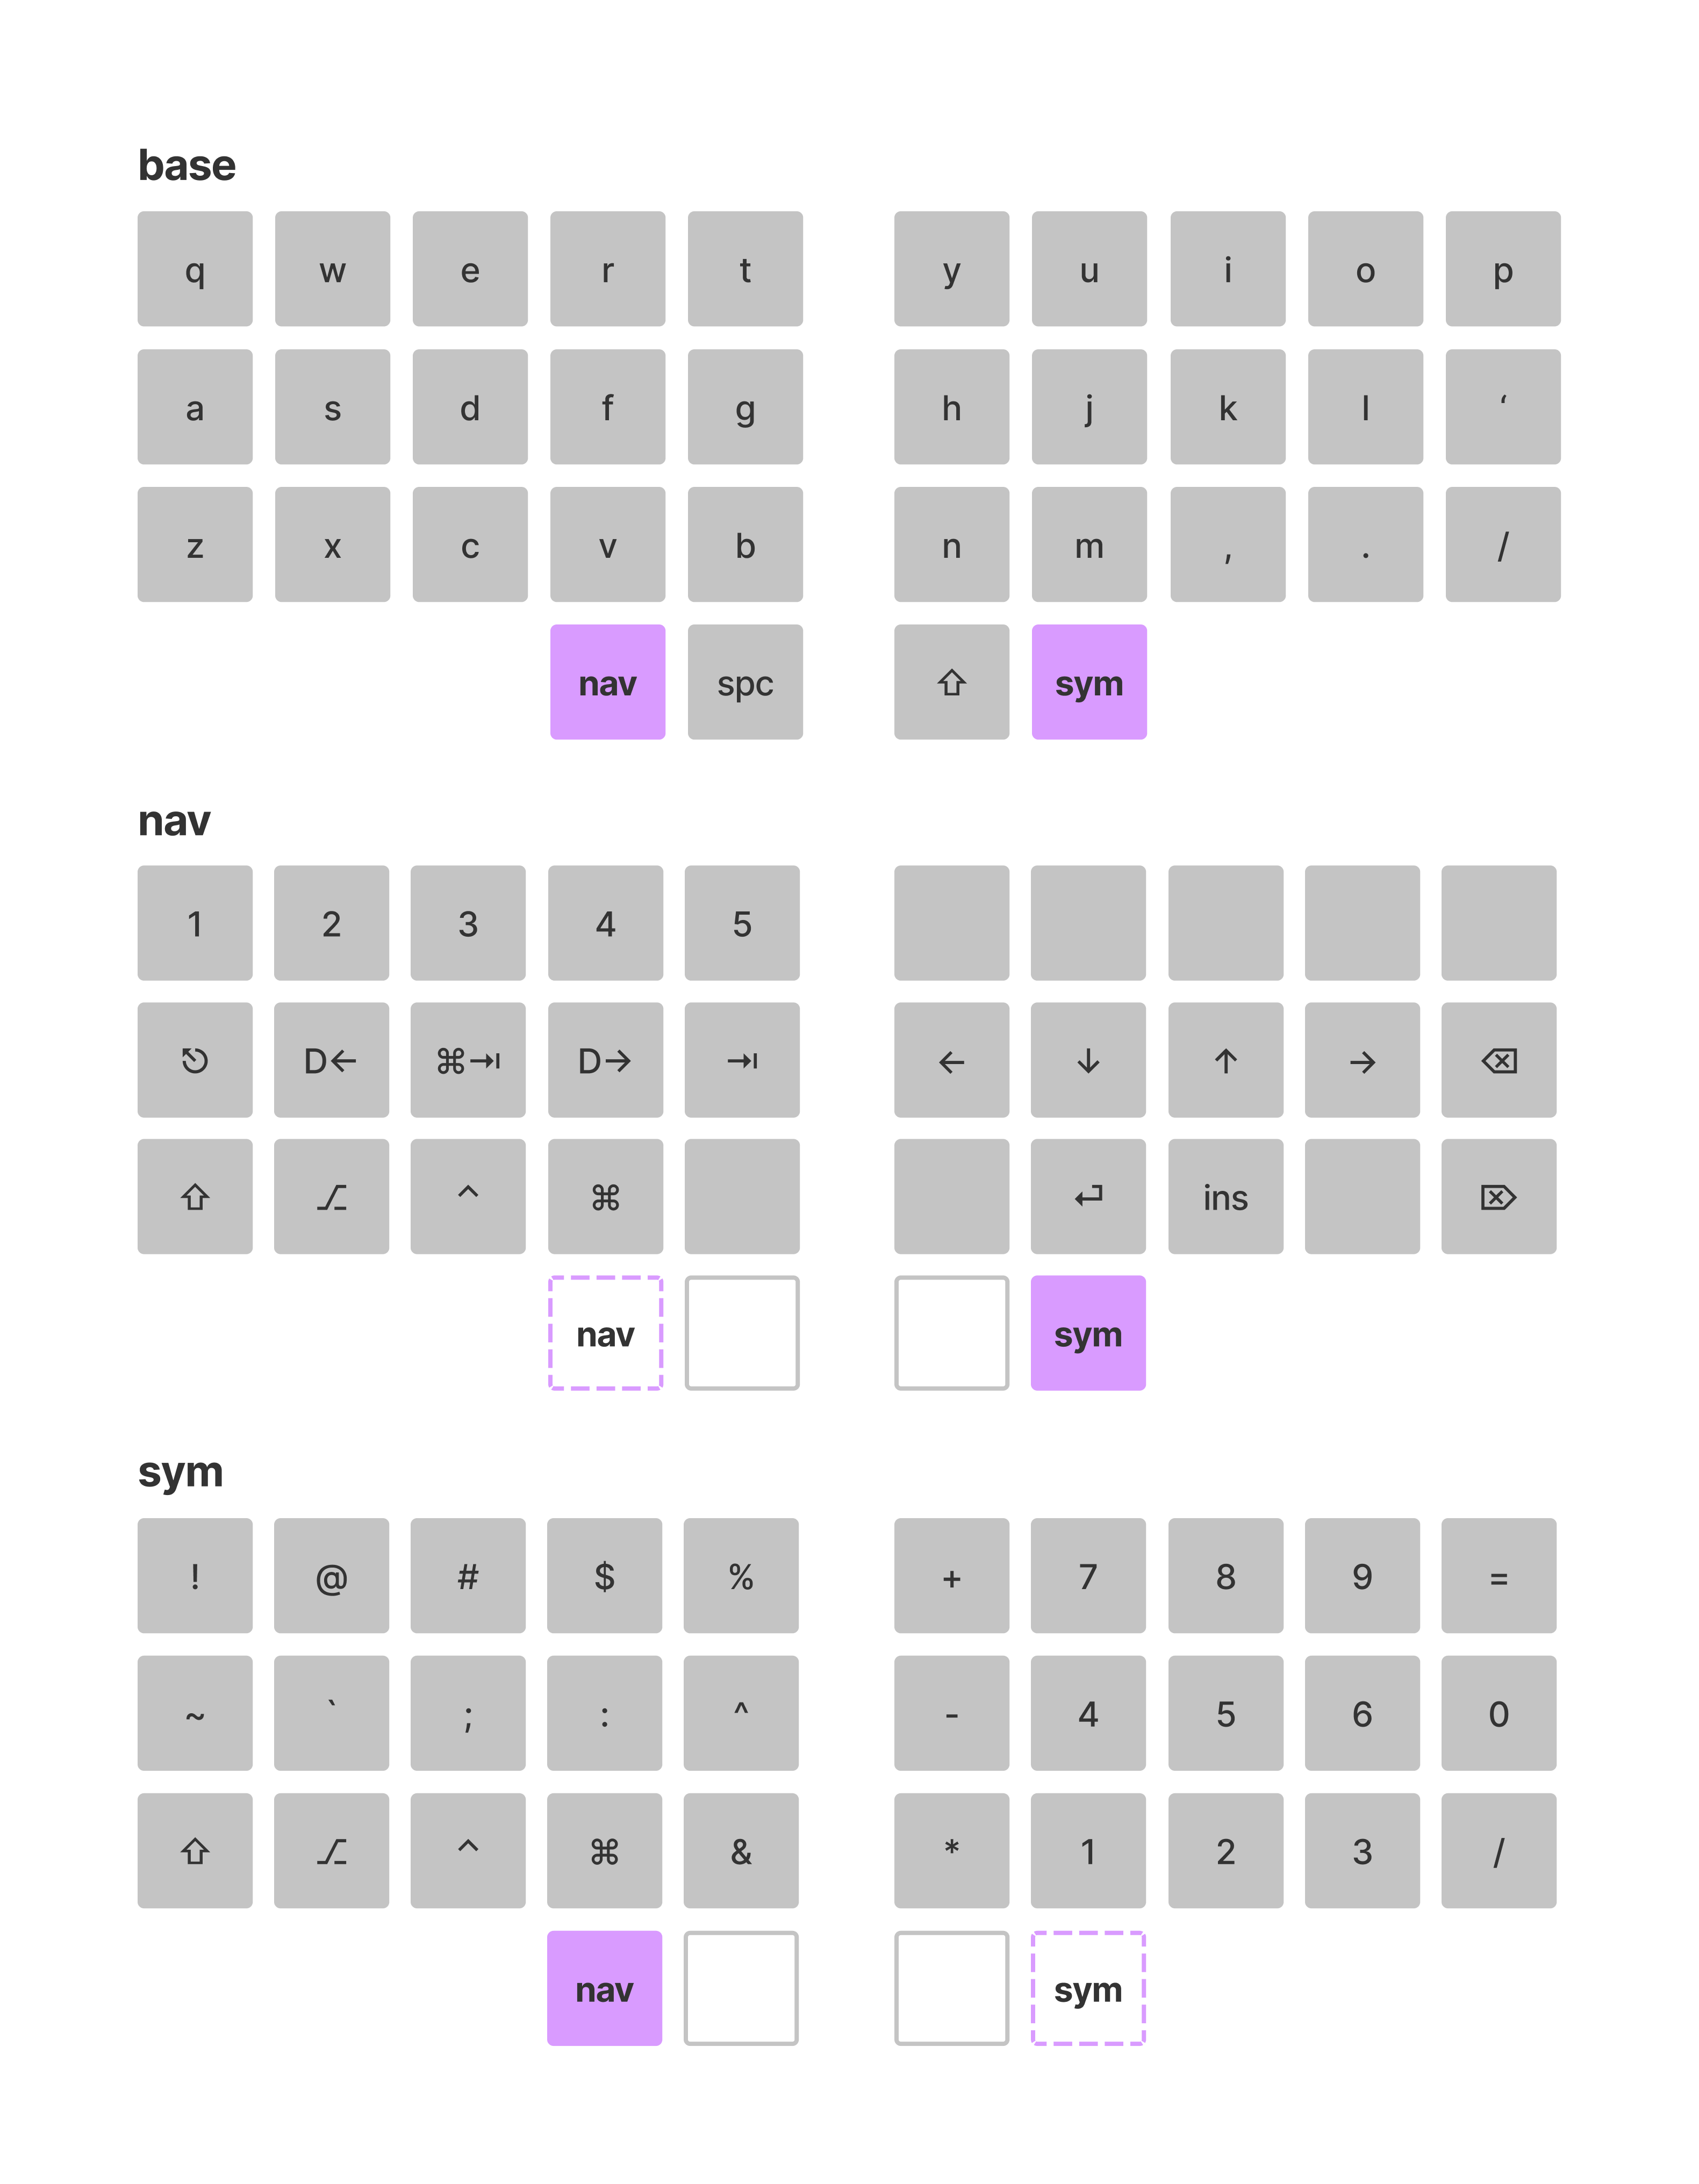 base
q w e r t y u i o p
a s d f g h j k l ‘
z x c v b n m , . /
nav spc ⇧ sym
nav
1 2 3 4 5
⎋ D← ⌘⇥ D→ ⇥ ← ↓ ↑ → ⌫
⇧ ⌥ ⌃ ⌘ ↵ ins ⌦
nav sym
sym
! @ # $ % + 7 8 9 =
~ ` ; : ^ - 4 5 6 0
⇧ ⌥ ⌃ ⌘ & * 1 2 3 /
nav sym